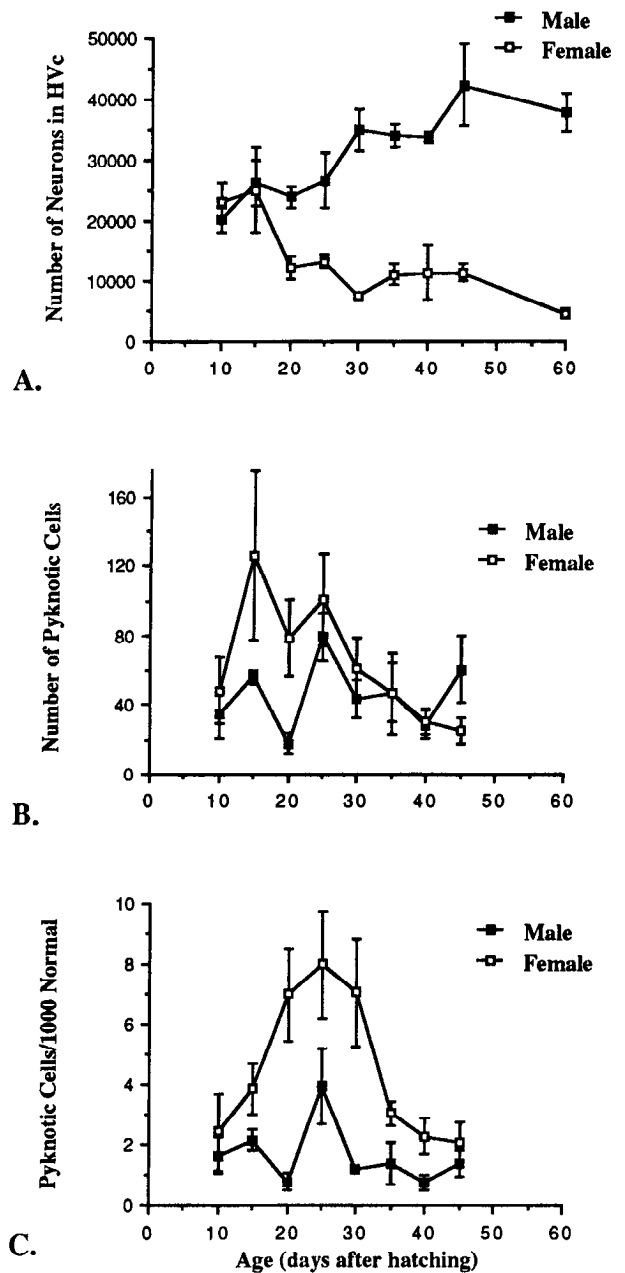 Male
Female
Number of Neurons in HVc
50000
40000
30000
20000
10000
0
0 10 20 30 40 50 60
A.
Number of Pyknotic Cells
160
120
80
40
0
Male
Female
0 10 20 30 40 50 60
B.
Pyknotic Cells/1000 Normal
10
8
6
4
2
0
Male
Female
0 10 20 30 40 50 60
C.
Age (days after hatching)